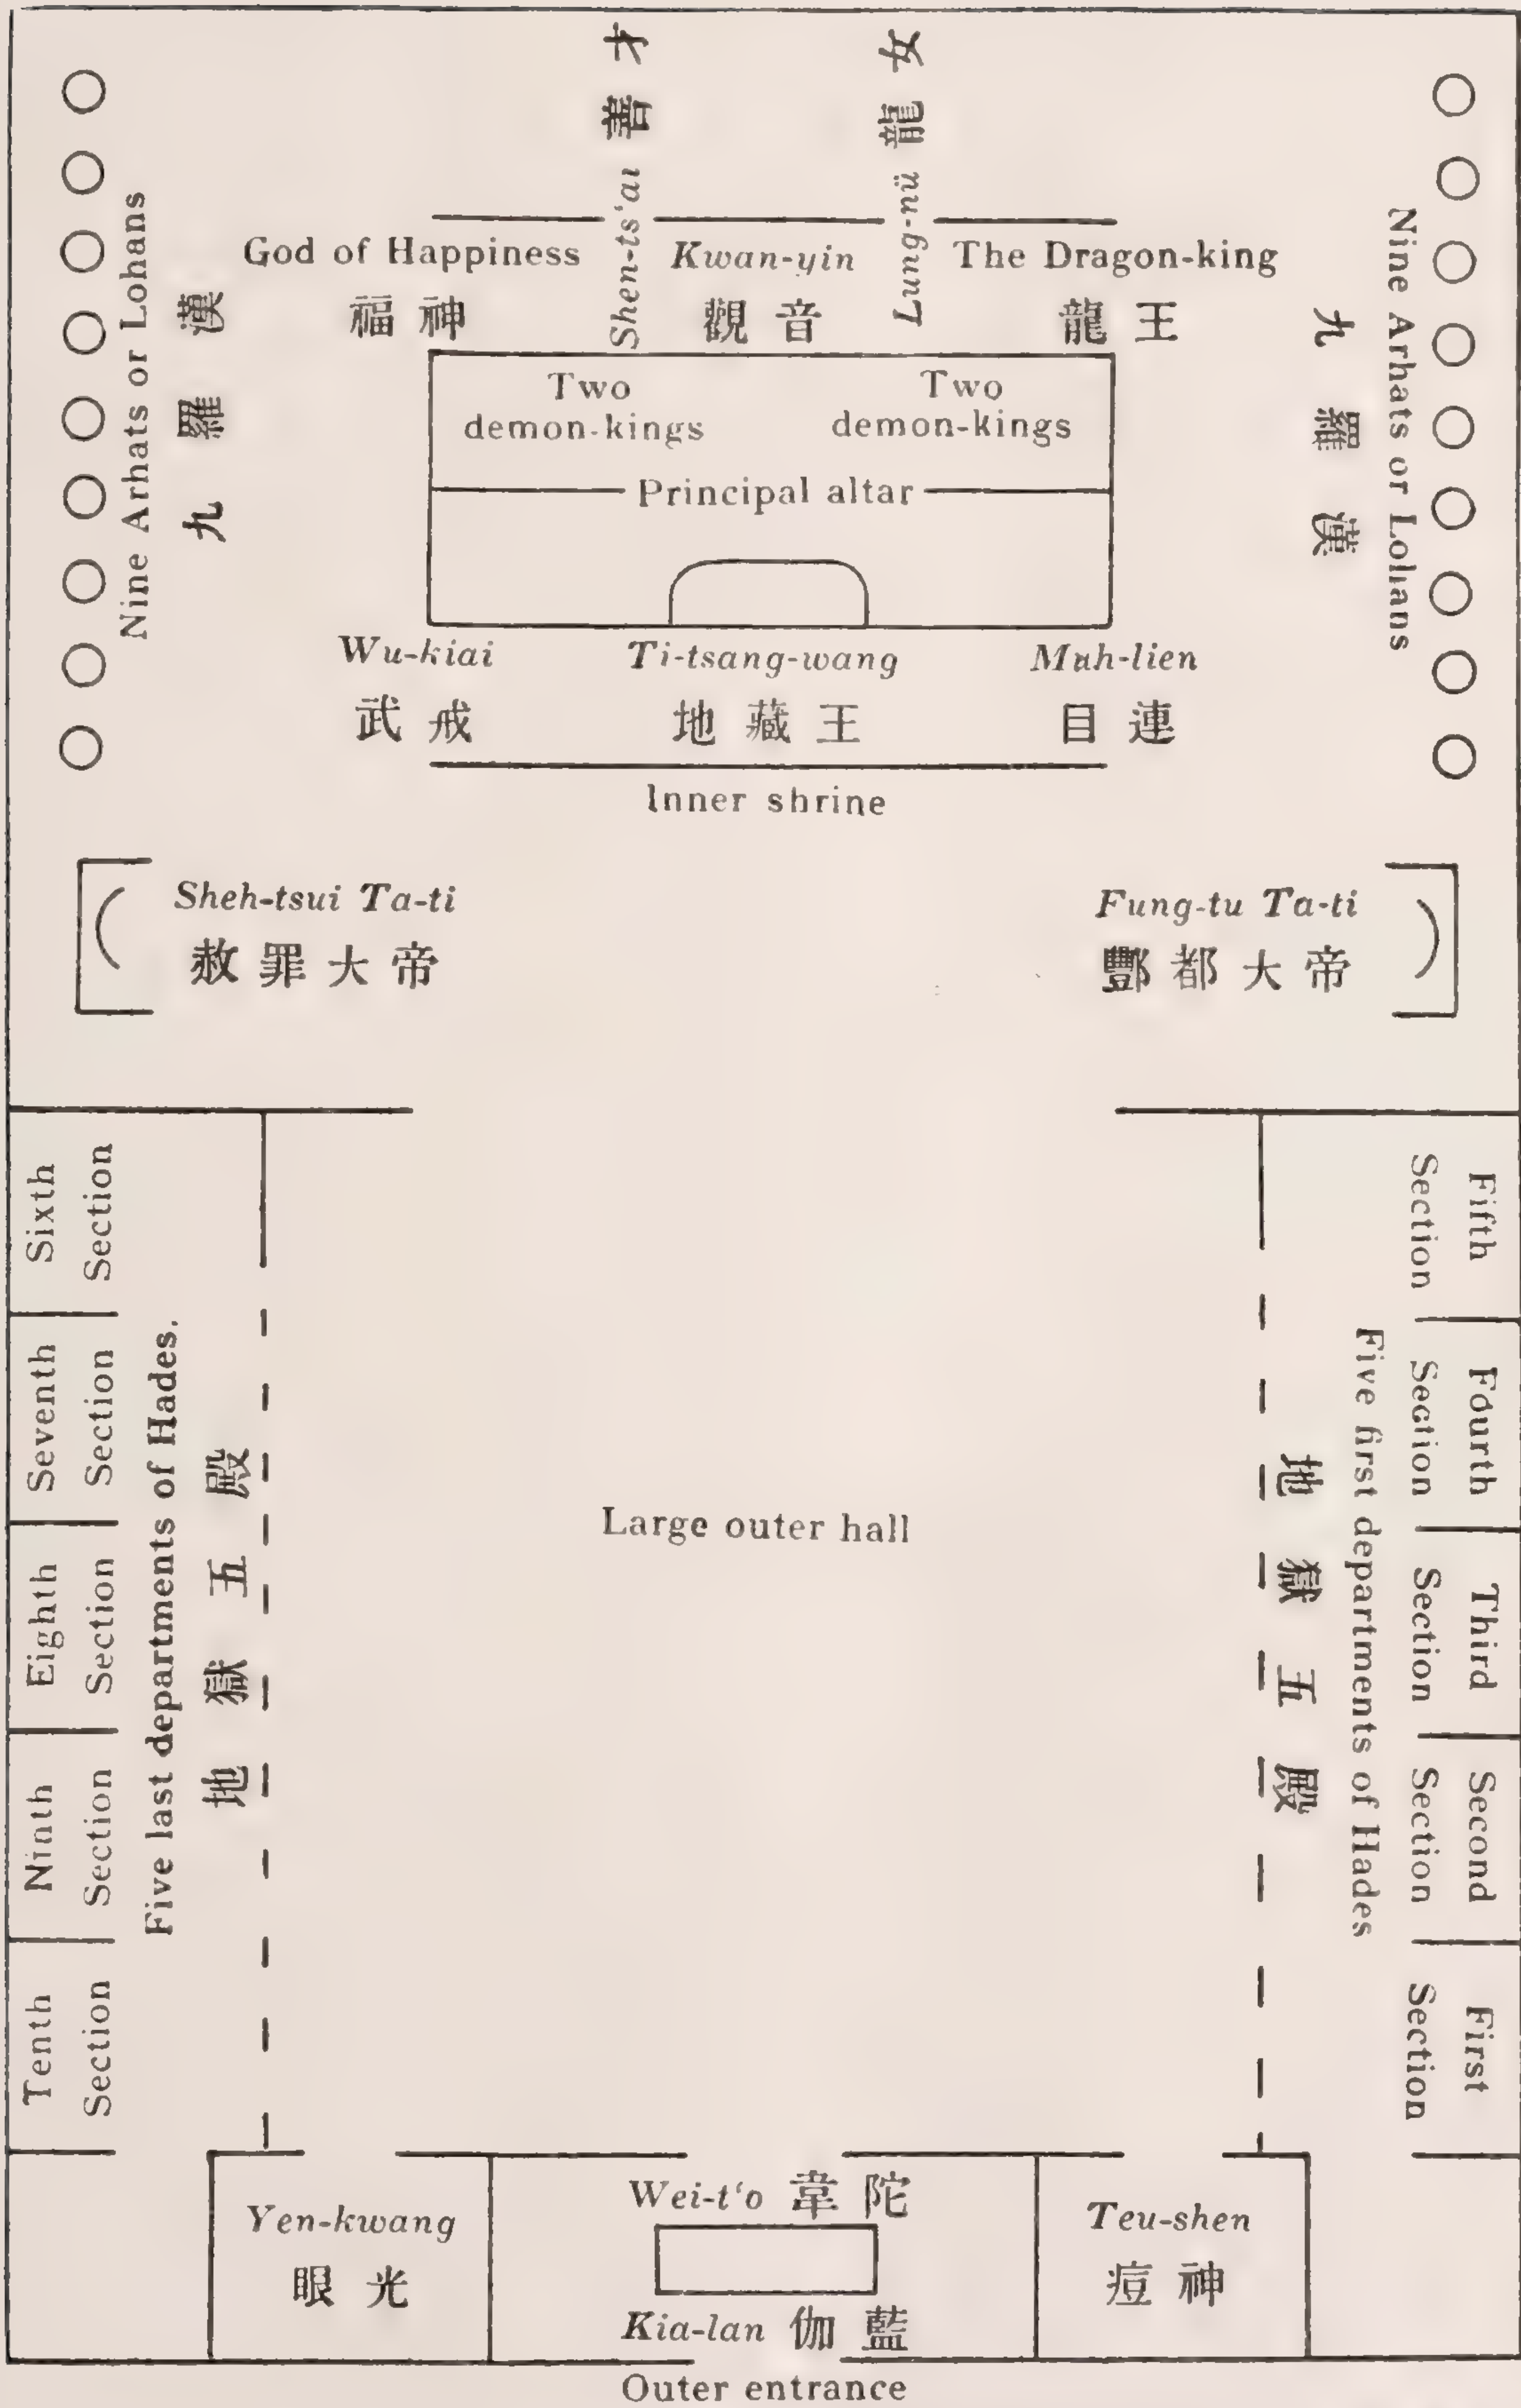 善才
龍女
Shen-ts‘ai
Lung-nü
God of Happiness
Kwan-yin
The Dragon-king
福神
觀音
龍王
Nine Arhats or Lohans
九羅漢
Nine Arhats or Lohans
九羅漢
Two
demon-kings
Two
demon-kings
Principal altar
Wu-kiai
Ti-tsang-wang
Muh-lien
武戒
地藏王
目連
Inner shrine
Sheh-tsui Ta-ti
赦罪大帝
Fung-tu Ta-ti
酆都大帝
Sixth
Section
Seventh
Section
Eighth
Section
Ninth
Section
Tenth
Section
Five last departments of Hades.
地獄五殿
Large outer hall
地獄五殿
Five first departments of Hades
Fifth
Section
Fourth
Section
Third
Section
Second
Section
First
Section
Yen-kwang
眼光
Wei-t‘o 韋陀
Kia-lan 伽藍
Teu-shen
痘神
Outer entrance